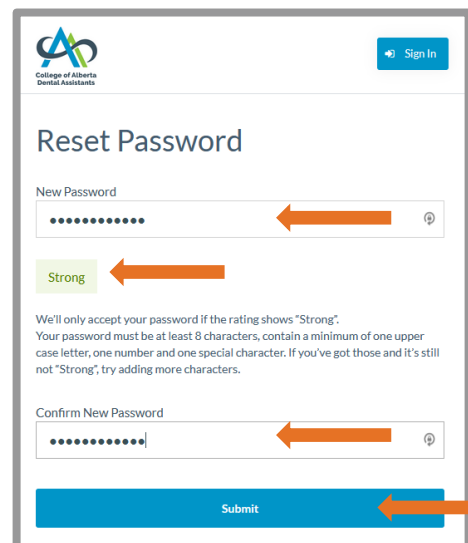 College of Alberta
Dental Assistants
Sign In
Reset Password
New Password
●●●●●●●●●●●●
Strong
We'll only accept your password if the rating shows "Strong".
Your password must be at least 8 characters, contain a minimum of one upper
case letter, one number and one special character. If you've got those and it's still
not "Strong", try adding more characters.
Confirm New Password
●●●●●●●●●●●●
Submit